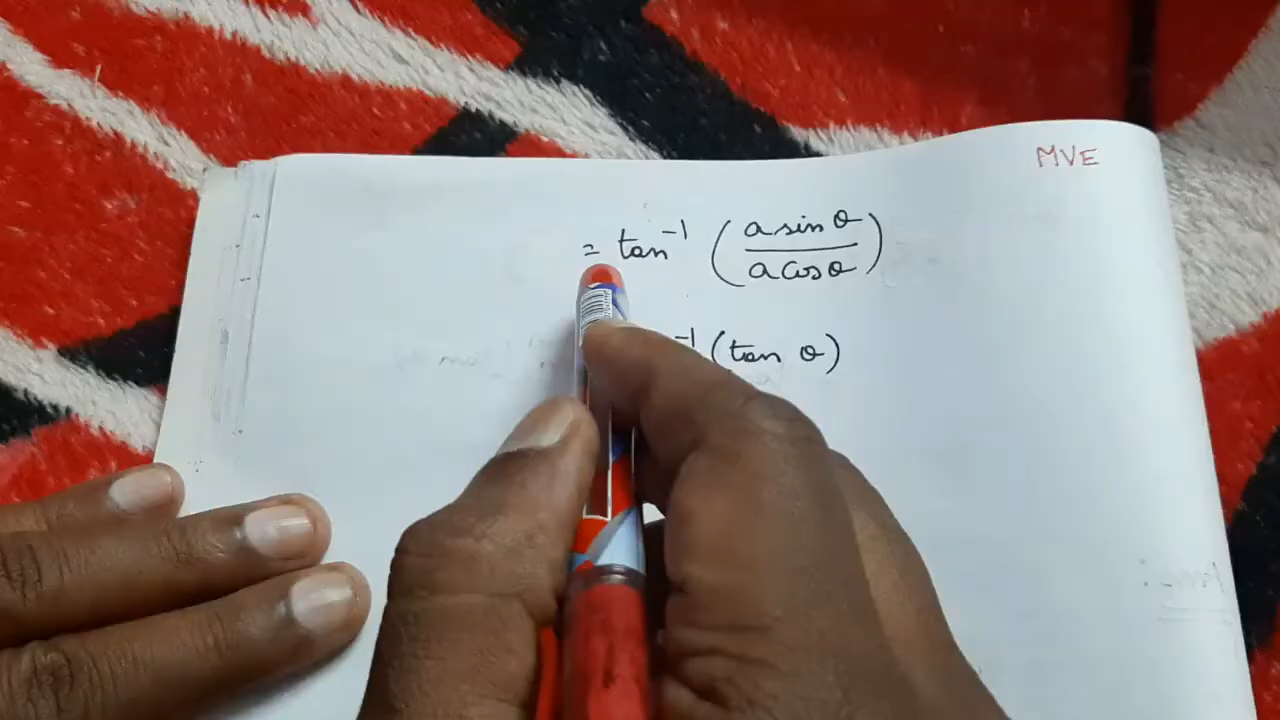 MVE
= tan⁻¹ (a sin θ / a cos θ)
⁻¹ (tan θ)